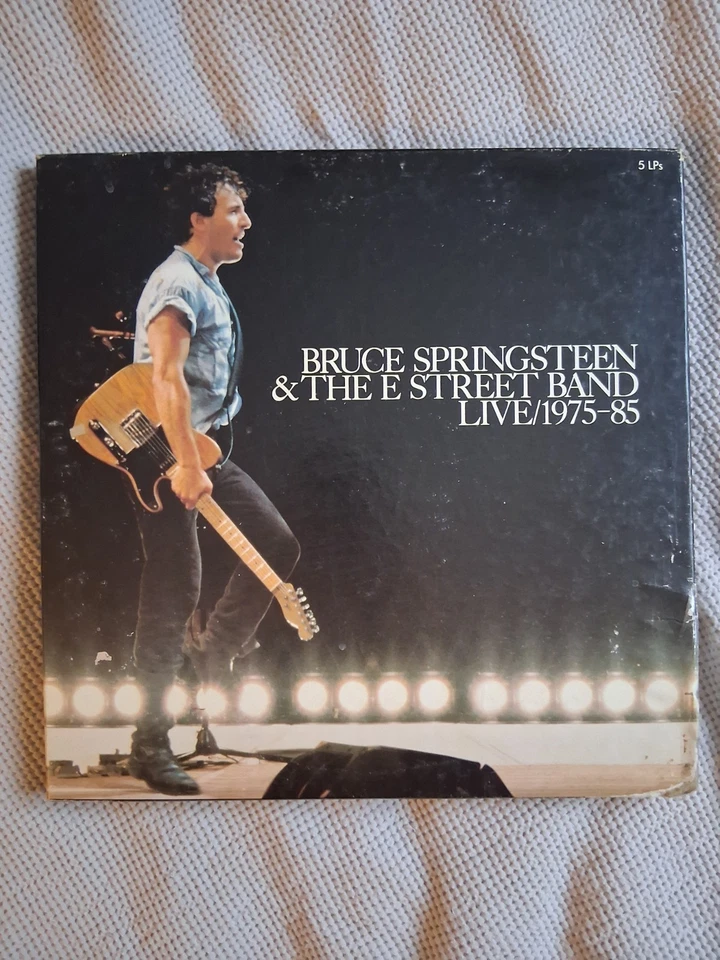 5 LPs
BRUCE SPRINGSTEEN
& THE E STREET BAND
LIVE/1975–85